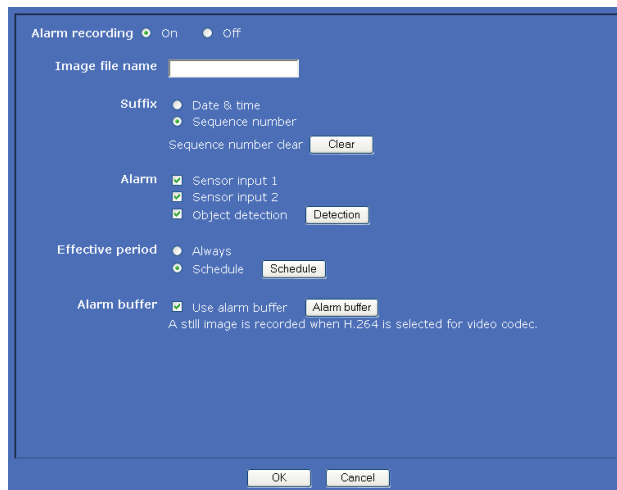 Alarm recording On Off
Image file name
Suffix Date & time
Sequence number
Sequence number clear Clear
Alarm Sensor input 1
Sensor input 2
Object detection Detection
Effective period Always
Schedule Schedule
Alarm buffer Use alarm buffer Alarm buffer
A still image is recorded when H.264 is selected for video codec.
OK Cancel